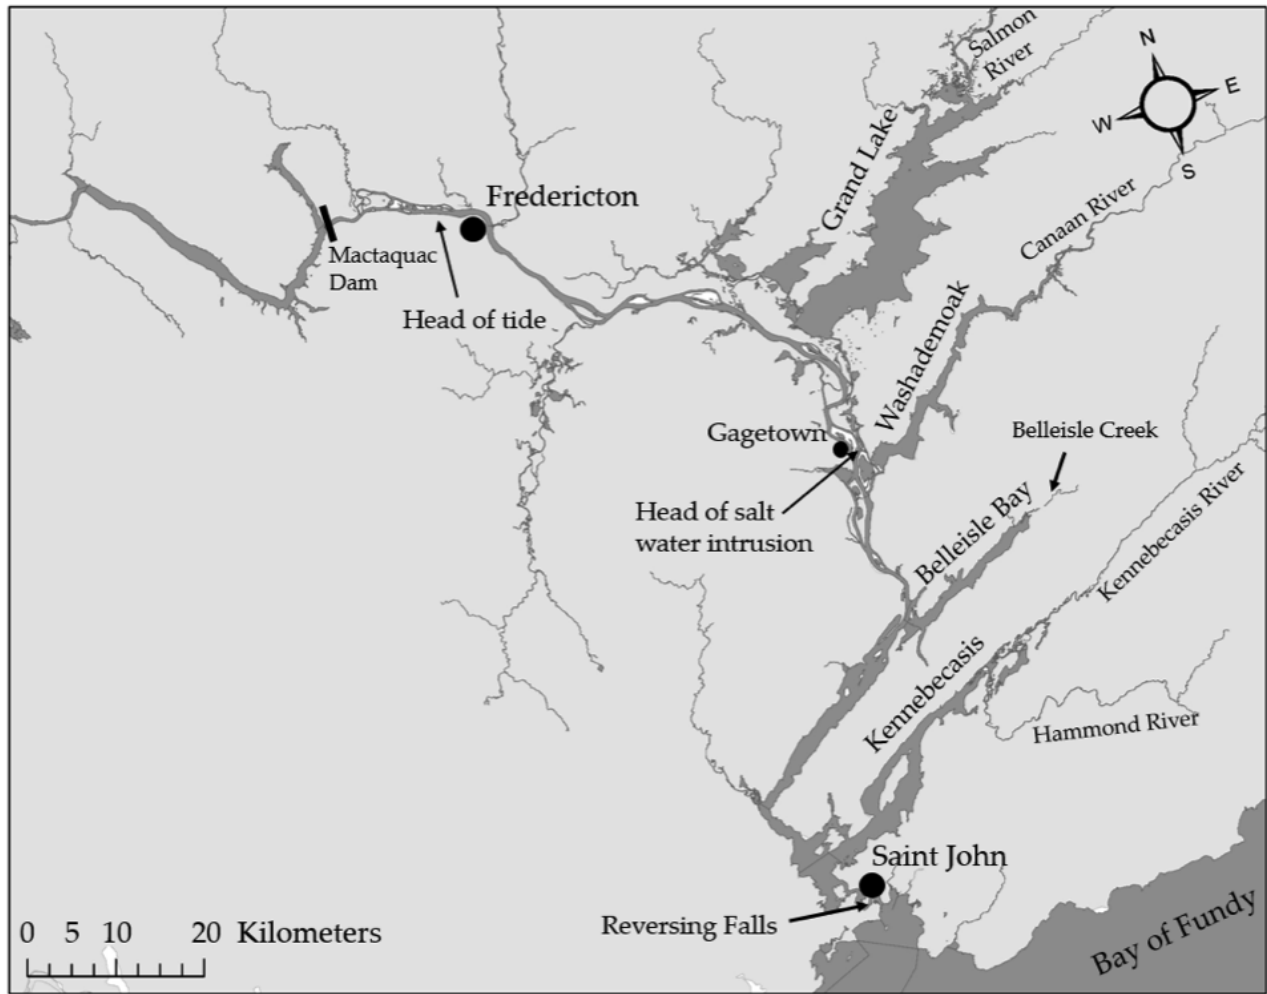 Salmon
River
N
E
W
S
Grand Lake
Canaan River
Fredericton
Mactaquac
Dam
Head of tide
Washademoak
Gagetown
Belleisle Creek
Head of salt
water intrusion
Belleisle Bay
Kennebecasis River
Kennebecasis
Hammond River
Saint John
Reversing Falls
Bay of Fundy
0 5 10 20 Kilometers